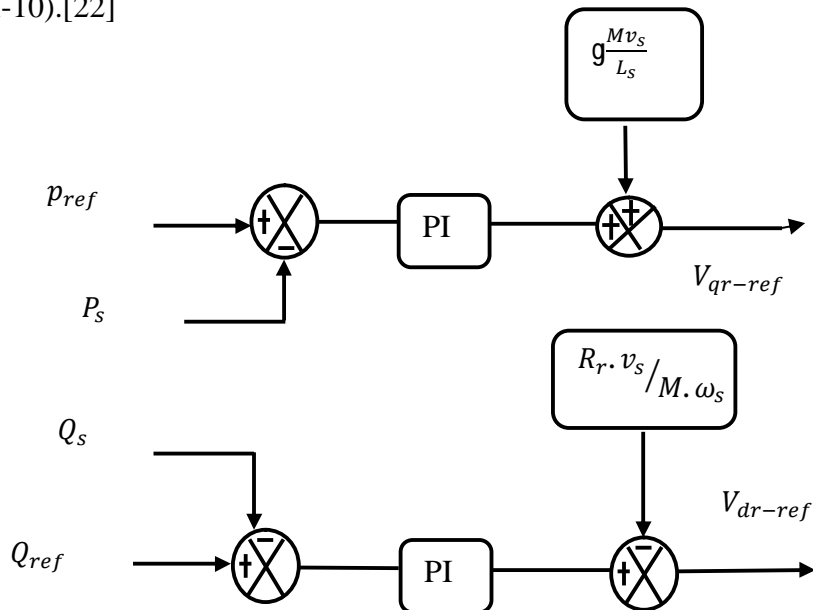 -10).[22]
g Mv_s / L_s
p_ref
+
−
PI
+
+
V_qr−ref
P_s
R_r. v_s / M. ω_s
Q_s
V_dr−ref
−
Q_ref
+
PI
−
+